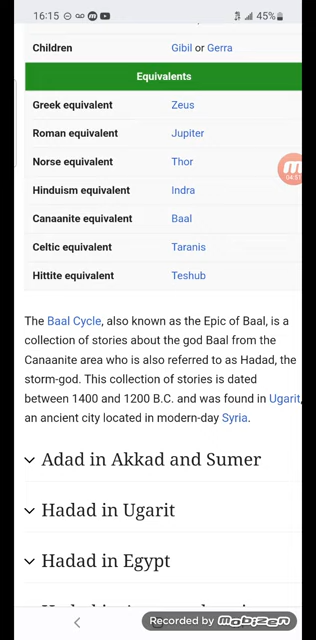 16:15
45%
Children Gibil or Gerra
Equivalents
Greek equivalent Zeus
Roman equivalent Jupiter
Norse equivalent Thor
04:51
Hinduism equivalent Indra
Canaanite equivalent Baal
Celtic equivalent Taranis
Hittite equivalent Teshub
The Baal Cycle, also known as the Epic of Baal, is a
collection of stories about the god Baal from the
Canaanite area who is also referred to as Hadad, the
storm-god. This collection of stories is dated
between 1400 and 1200 B.C. and was found in Ugarit,
an ancient city located in modern-day Syria.
Adad in Akkad and Sumer
Hadad in Ugarit
Hadad in Egypt
Recorded by mobizen